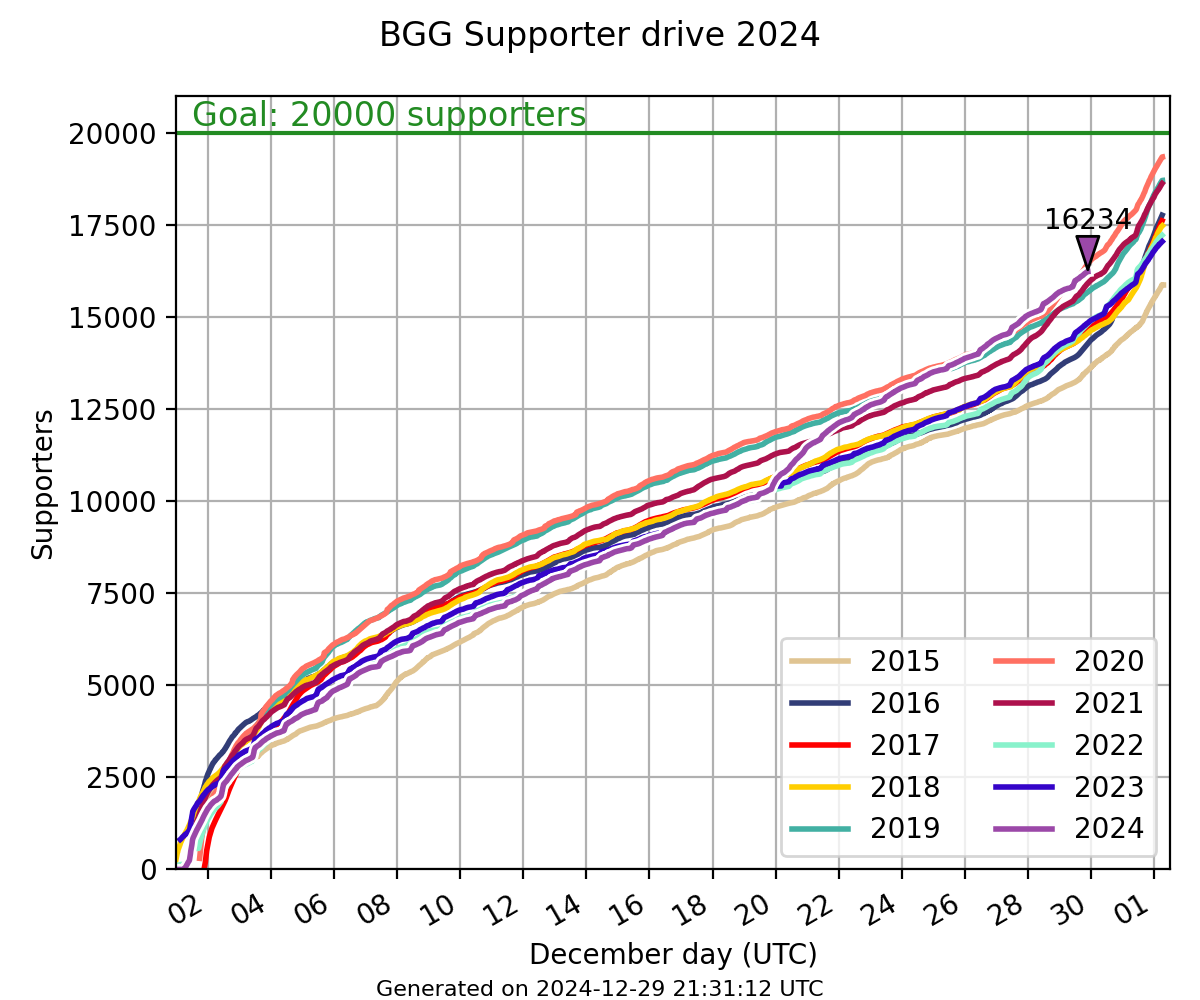 BGG Supporter drive 2024
Goal: 20000 supporters
20000
17500
15000
12500
10000
7500
5000
2500
0
Supporters
16234
2015 2020
2016 2021
2017 2022
2018 2023
2019 2024
02 04 06 08 10 12 14 16 18 20 22 24 26 28 30 01
December day (UTC)
Generated on 2024-12-29 21:31:12 UTC